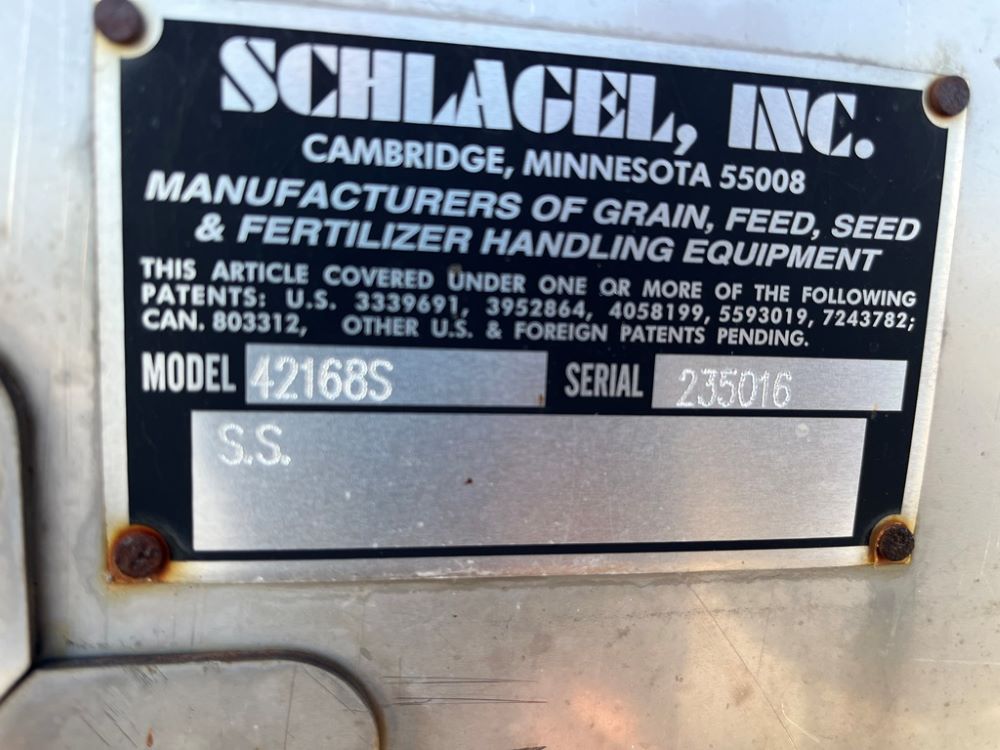 SCHLAGEL, INC.
CAMBRIDGE, MINNESOTA 55008
MANUFACTURERS OF GRAIN, FEED, SEED
& FERTILIZER HANDLING EQUIPMENT
THIS ARTICLE COVERED UNDER ONE OR MORE OF THE FOLLOWING
PATENTS: U.S. 3339691, 3952864, 4058199, 5593019, 7243782;
CAN. 803312, OTHER U.S. & FOREIGN PATENTS PENDING.
MODEL 42168S SERIAL 235016
S.S.